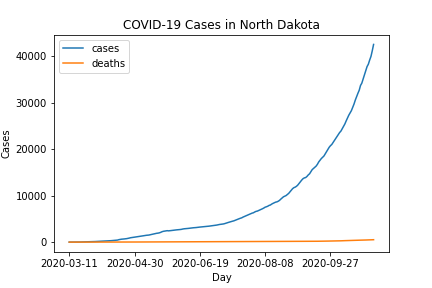 COVID-19 Cases in North Dakota
cases
deaths
40000
30000
20000
10000
0
Cases
2020-03-11 2020-04-30 2020-06-19 2020-08-08 2020-09-27
Day